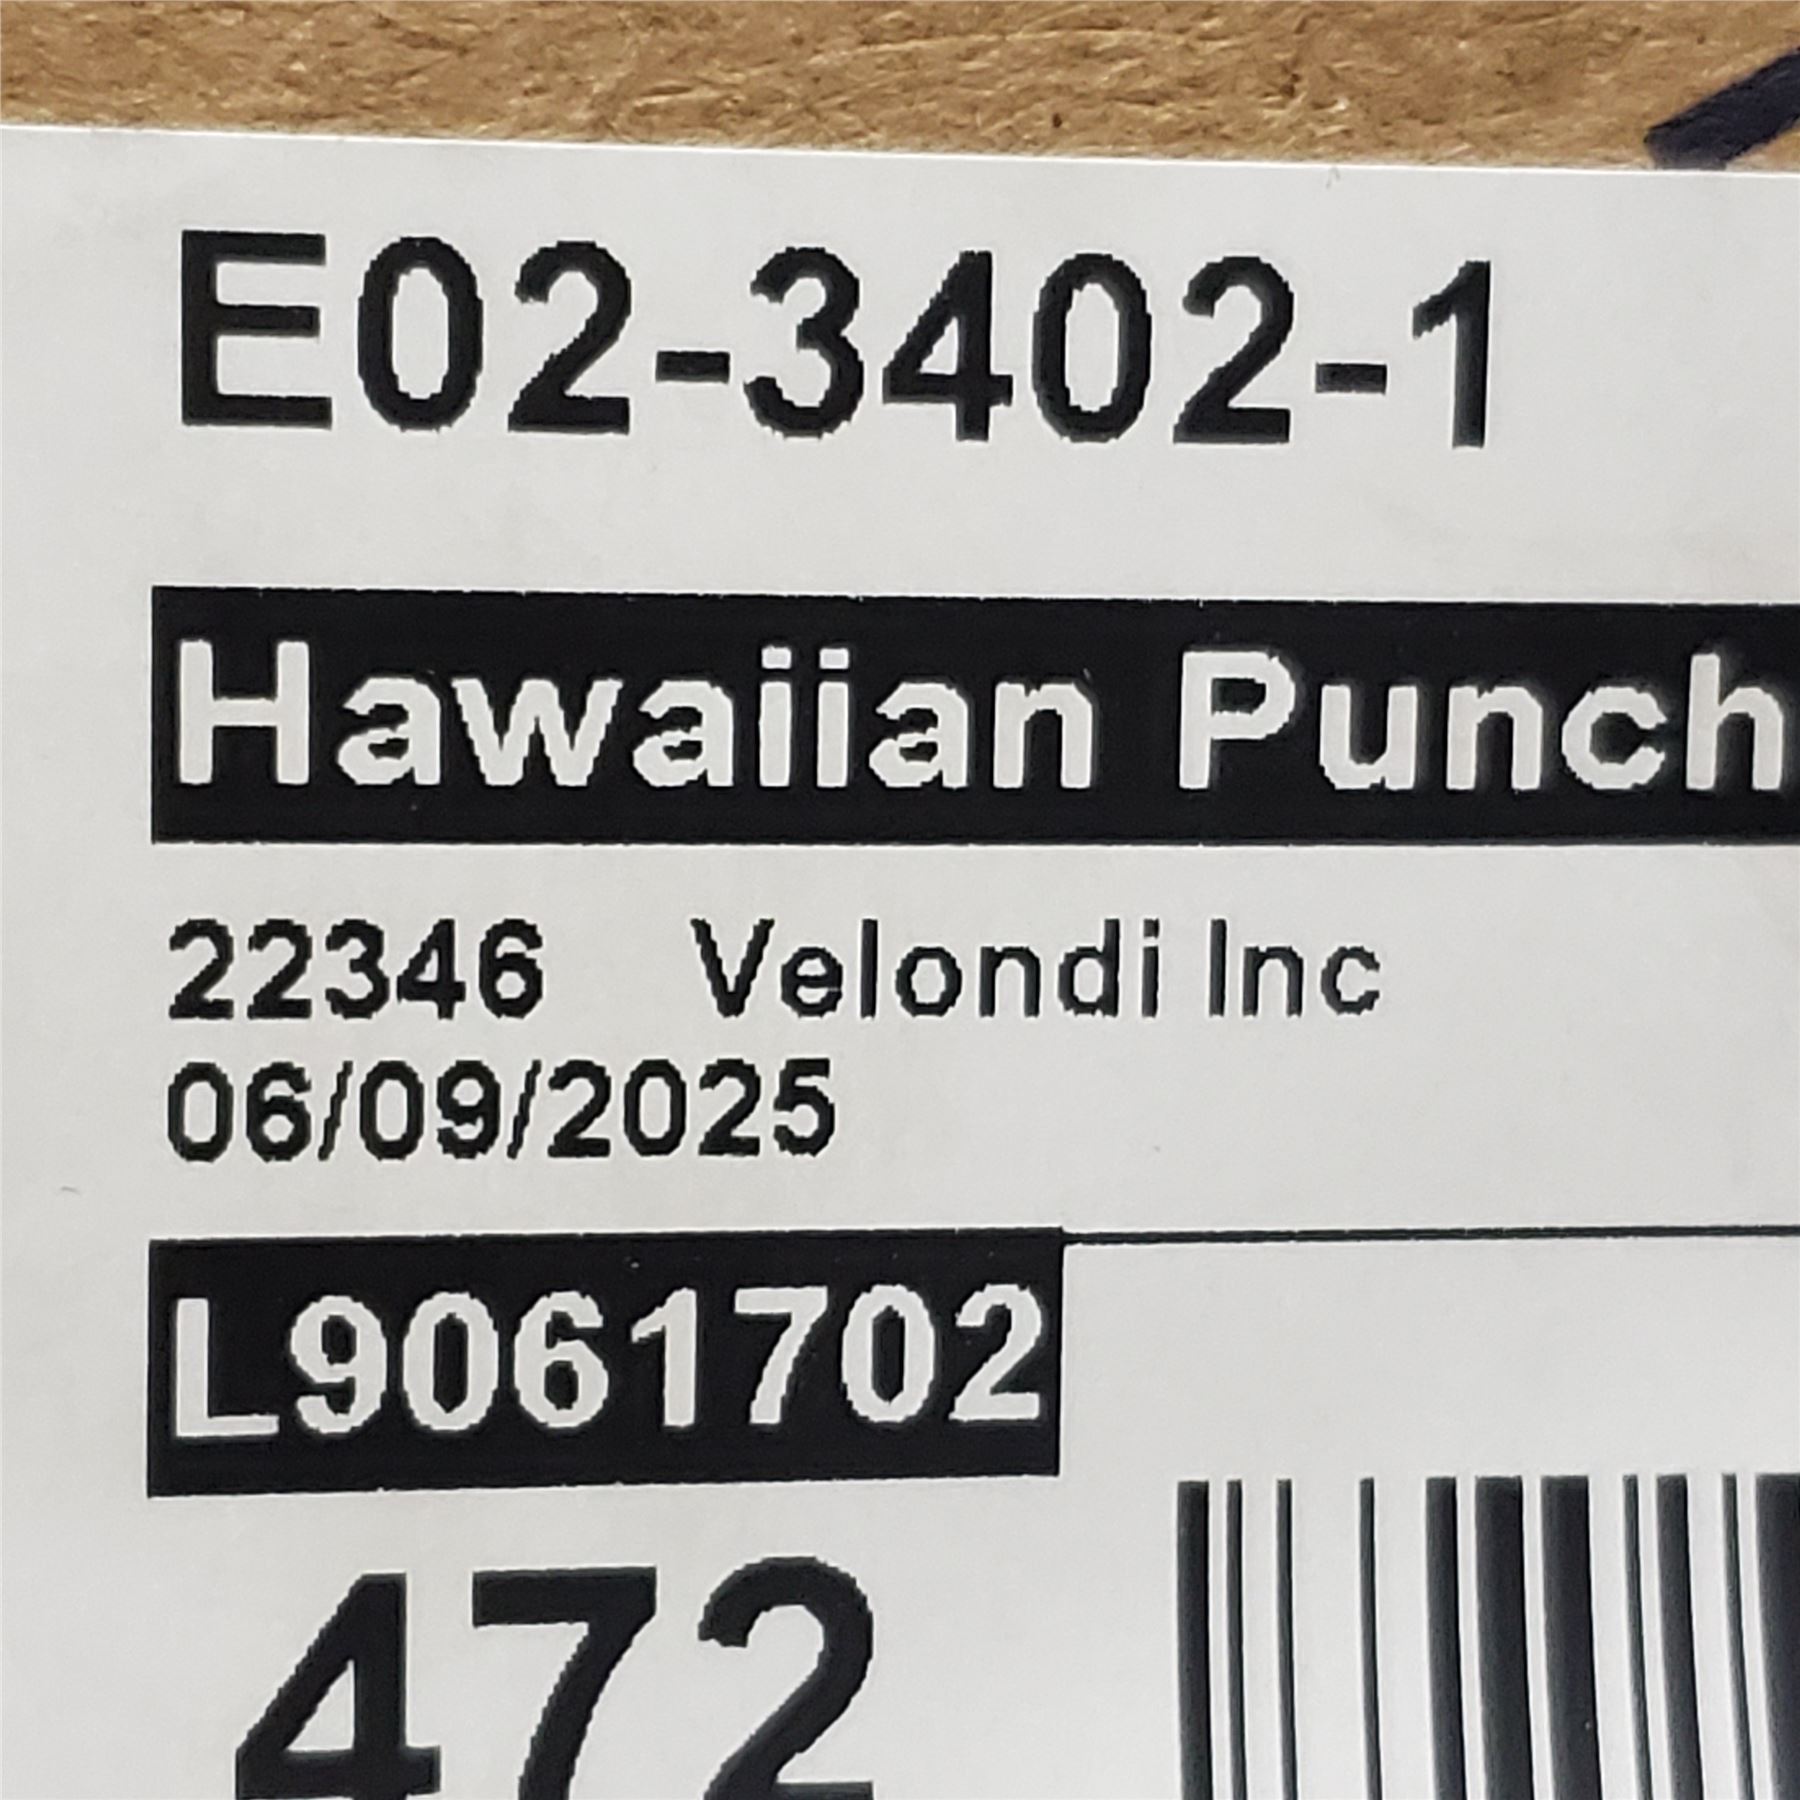 E02-3402-1
Hawaiian Punch
22346 Velondi Inc
06/09/2025
L9061702
472